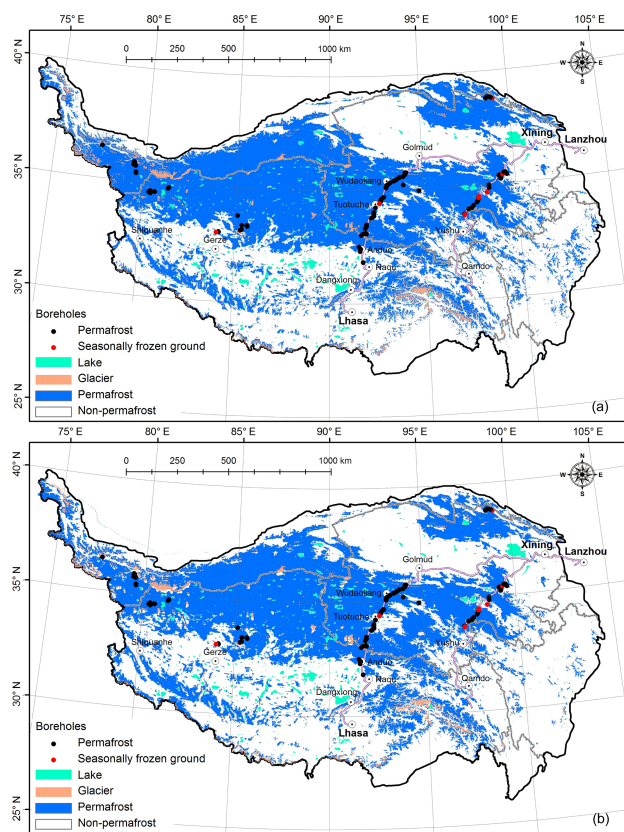 75° E 80° E 85° E 90° E 95° E 100° E 105° E
40° N
35° N
30° N
25° N
0 250 500 1000 km
N
W E
S
Xining
Lanzhou
Golmud
Wudaoliang
Tuotuohe
Yushu
Shiquanhe
Gerze
Anduo
Naqu
Qamdo
Dangxiong
Lhasa
Boreholes
Permafrost
Seasonally frozen ground
Lake
Glacier
Permafrost
Non-permafrost
(a)
75° E 80° E 85° E 90° E 95° E 100° E 105° E
40° N
35° N
30° N
25° N
0 250 500 1000 km
N
W E
S
Xining
Lanzhou
Golmud
Wudaoliang
Tuotuohe
Yushu
Shiquanhe
Gerze
Anduo
Naqu
Qamdo
Dangxiong
Lhasa
Boreholes
Permafrost
Seasonally frozen ground
Lake
Glacier
Permafrost
Non-permafrost
(b)